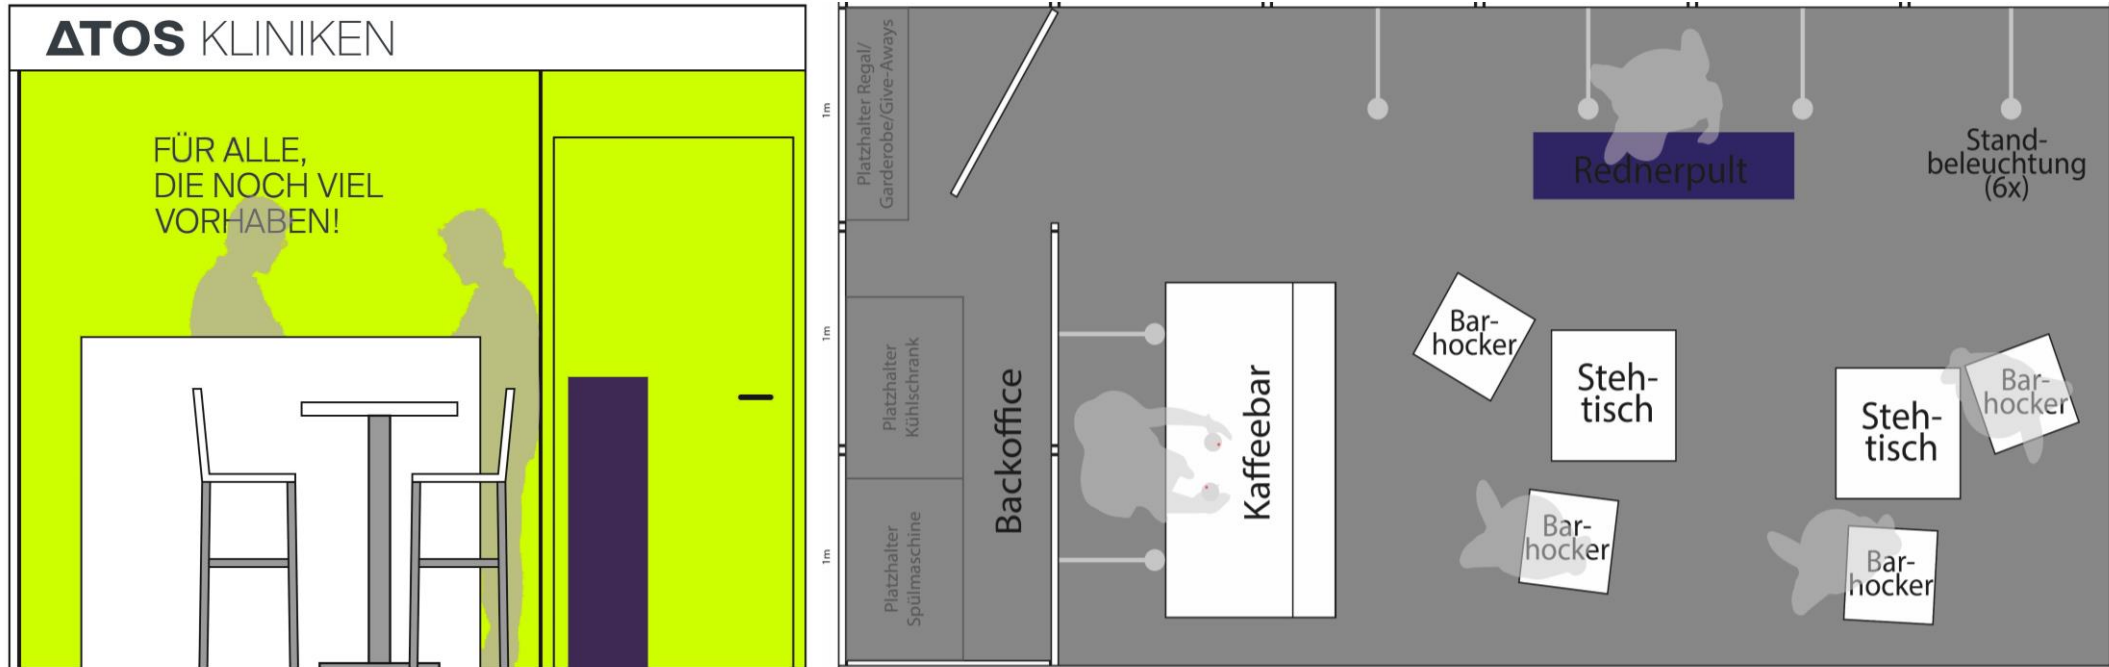 ATOS KLINIKEN
FÜR ALLE,
DIE NOCH VIEL
VORHABEN!
1m
1m
1m
Platzhalter Regal/
Garderobe/Give-Aways
Platzhalter
Kühlschrank
Platzhalter
Spülmaschine
Backoffice
Kaffeebar
Rednerpult
Stand-
beleuchtung
(6x)
Bar-
hocker
Steh-
tisch
Bar-
hocker
Steh-
tisch
Bar-
hocker
Bar-
hocker